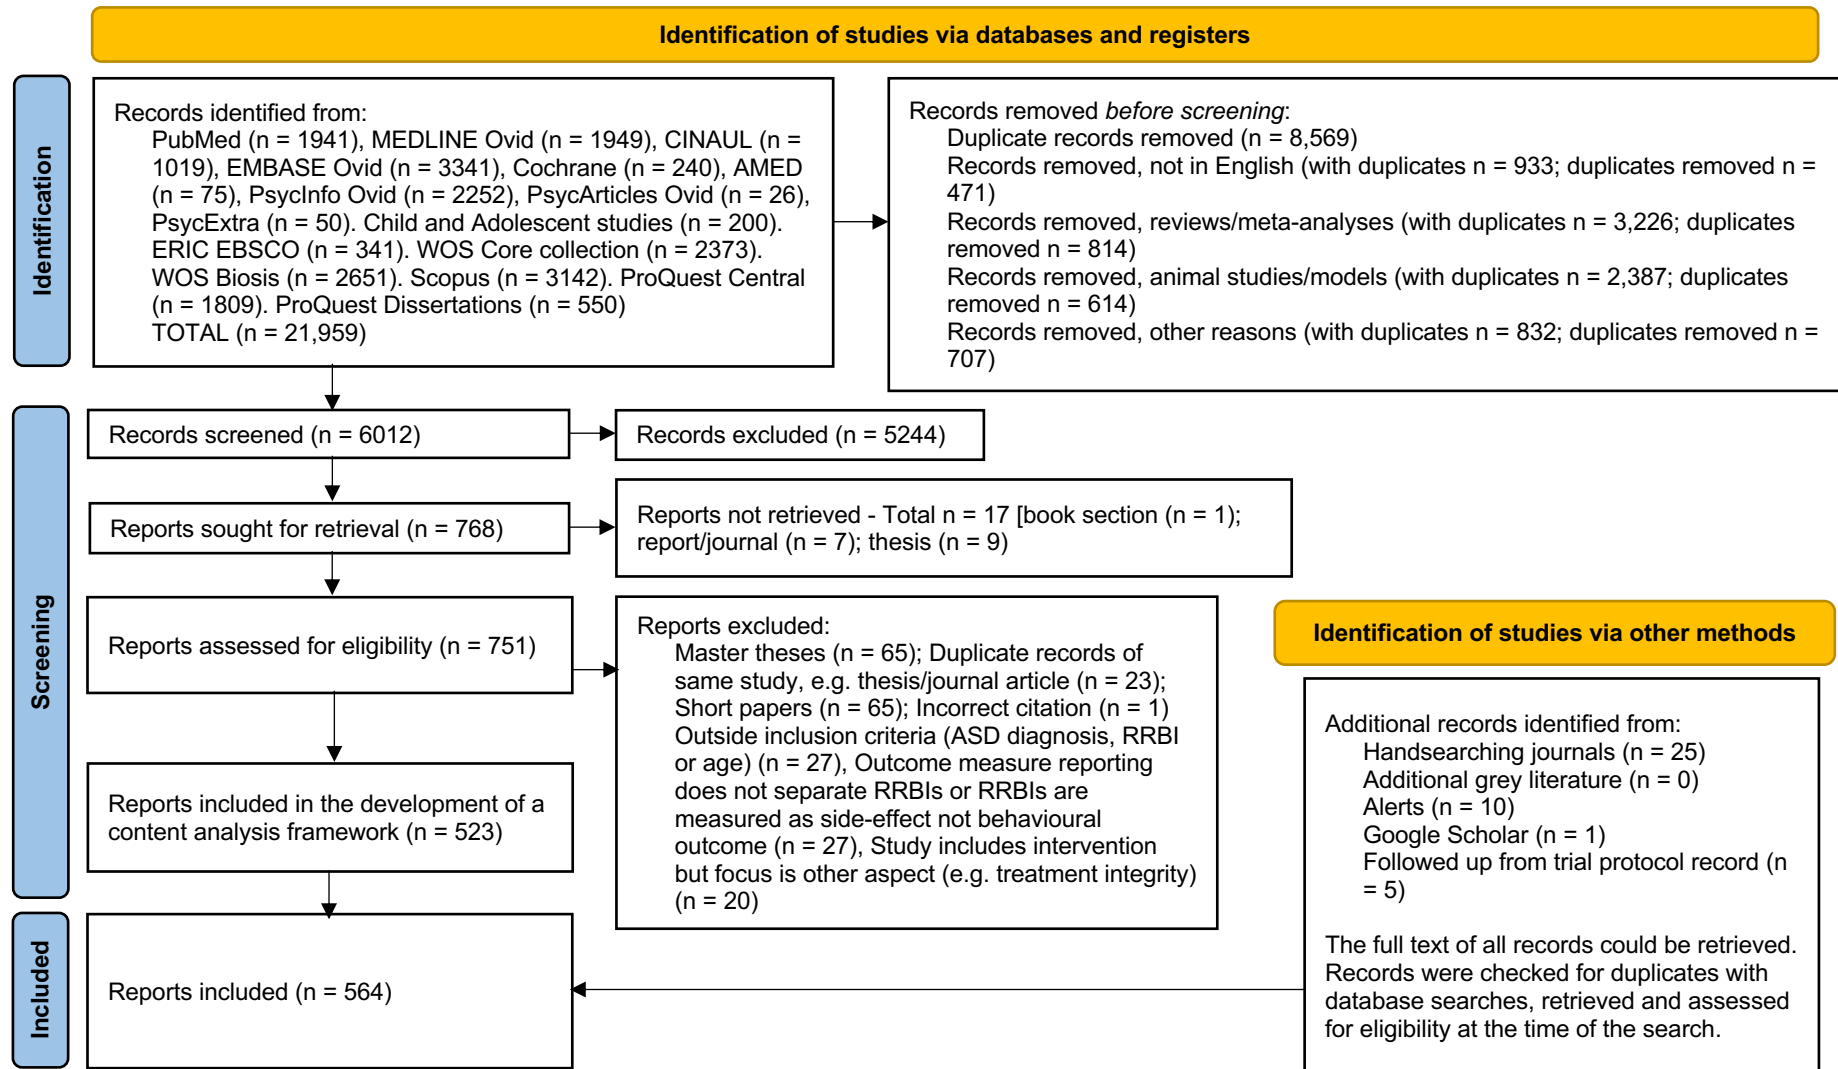 Identification of studies via databases and registers
Identification
Records identified from:
PubMed (n = 1941), MEDLINE Ovid (n = 1949), CINAUL (n =
1019), EMBASE Ovid (n = 3341), Cochrane (n = 240), AMED
(n = 75), PsycInfo Ovid (n = 2252), PsycArticles Ovid (n = 26),
PsycExtra (n = 50). Child and Adolescent studies (n = 200).
ERIC EBSCO (n = 341). WOS Core collection (n = 2373).
WOS Biosis (n = 2651). Scopus (n = 3142). ProQuest Central
(n = 1809). ProQuest Dissertations (n = 550)
TOTAL (n = 21,959)
Records removed before screening:
Duplicate records removed (n = 8,569)
Records removed, not in English (with duplicates n = 933; duplicates removed =
471)
Records removed, reviews/meta-analyses (with duplicates n = 3,226; duplicates
removed n = 814)
Records removed, animal studies/models (with duplicates n = 2,387; duplicates
removed n = 614)
Records removed, other reasons (with duplicates n = 832; duplicates removed n =
707)
Screening
Records screened (n = 6012)
Records excluded (n = 5244)
Reports sought for retrieval (n = 768)
Reports not retrieved - Total n = 17 [book section (n = 1);
report/journal (n = 7); thesis (n = 9)
Reports assessed for eligibility (n = 751)
Reports excluded:
Master theses (n = 65); Duplicate records of
same study, e.g. thesis/journal article (n = 23);
Short papers (n = 65); Incorrect citation (n = 1)
Outside inclusion criteria (ASD diagnosis, RRBI
or age) (n = 27), Outcome measure reporting
does not separate RRBIs or RRBIs are
measured as side-effect not behavioural
outcome (n = 27), Study includes intervention
but focus is other aspect (e.g. treatment integrity)
(n = 20)
Reports included in the development of a
content analysis framework (n = 523)
Identification of studies via other methods
Additional records identified from:
Handsearching journals (n = 25)
Additional grey literature (n = 0)
Alerts (n = 10)
Google Scholar (n = 1)
Followed up from trial protocol record (n
= 5)
The full text of all records could be retrieved.
Records were checked for duplicates with
database searches, retrieved and assessed
for eligibility at the time of the search.
Included
Reports included (n = 564)